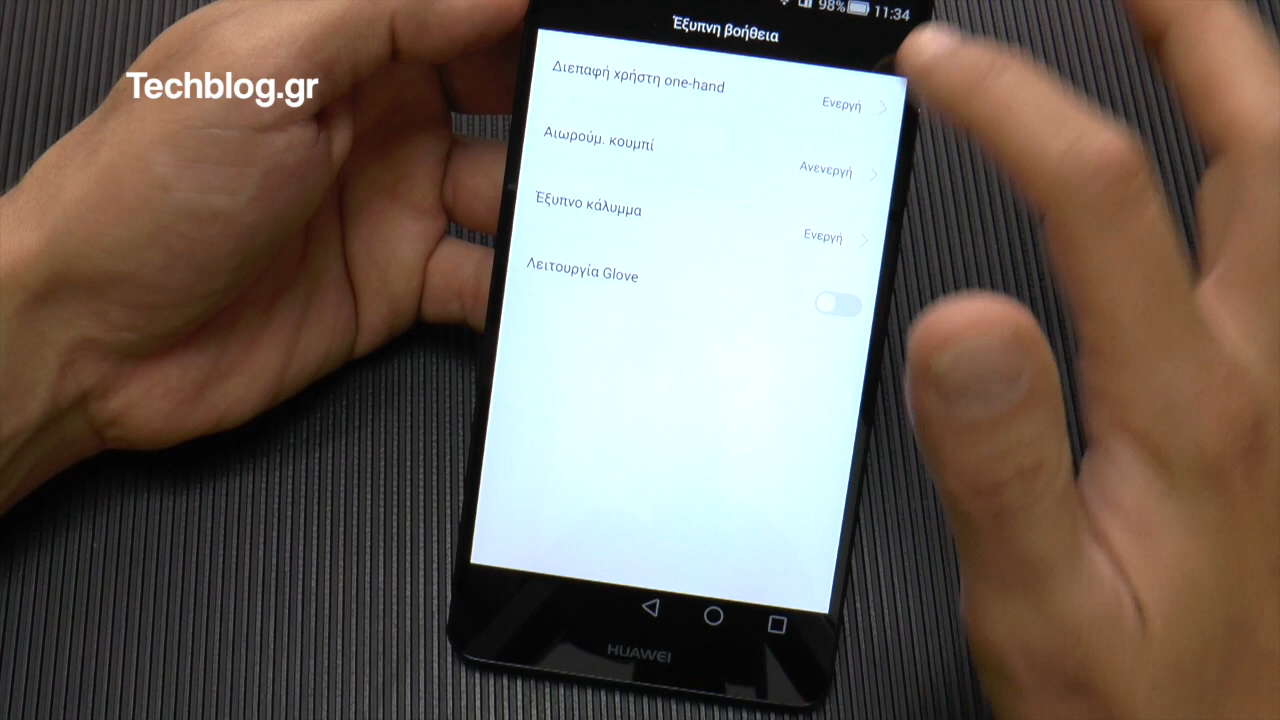 98% 11:34
Έξυπνη βοήθεια
Techblog.gr
Διεπαφή χρήστη one-hand
Ενεργή
Αιωρούμ. κουμπί
Ανενεργή
Έξυπνο κάλυμμα
Ενεργή
Λειτουργία Glove
HUAWEI